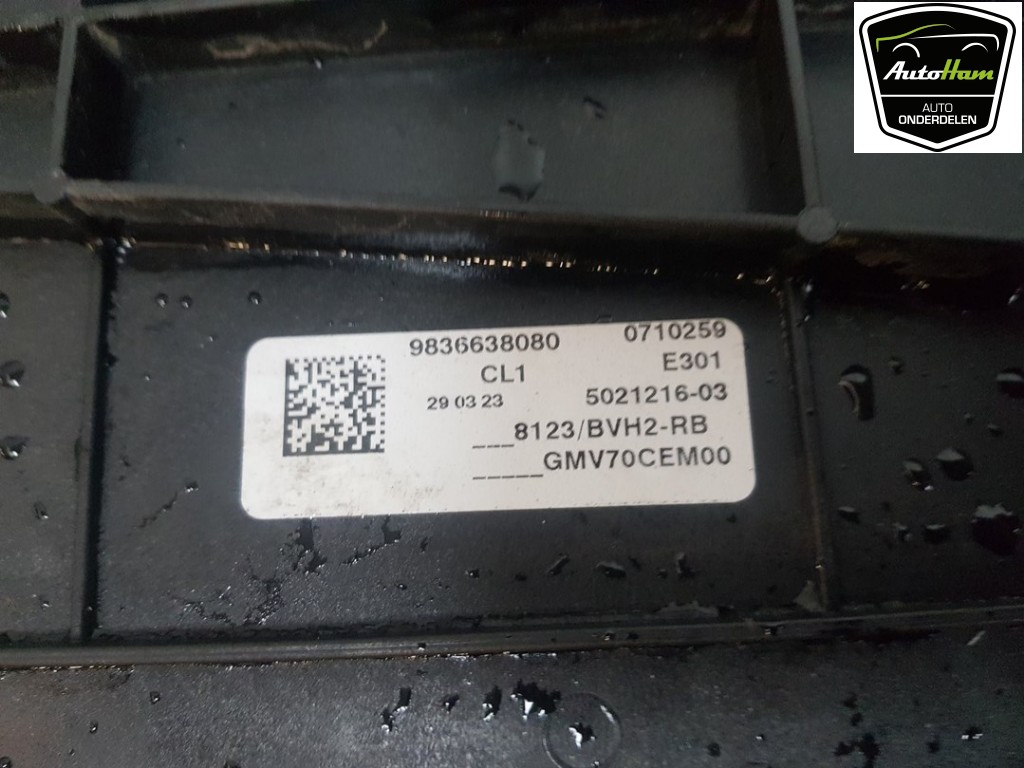 AutoHam
AUTO
ONDERDELEN
9836638080 0710259
CL1 E301
29 03 23 5021216-03
___8123/BVH2-RB
_____GMV70CEM00